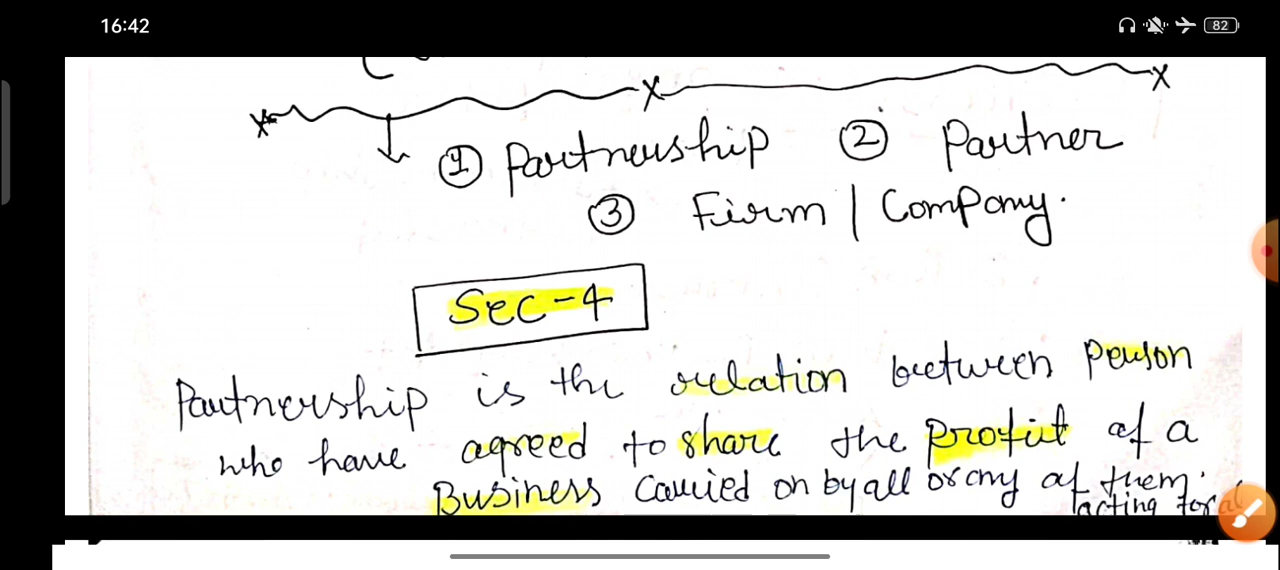 16:42
82
① Partnership ② Partner
③ Firm | Company.
Sec-4
Partnership is the relation between person
who have agreed to share the profit of a
Business carried on by all or any of them.
acting for al